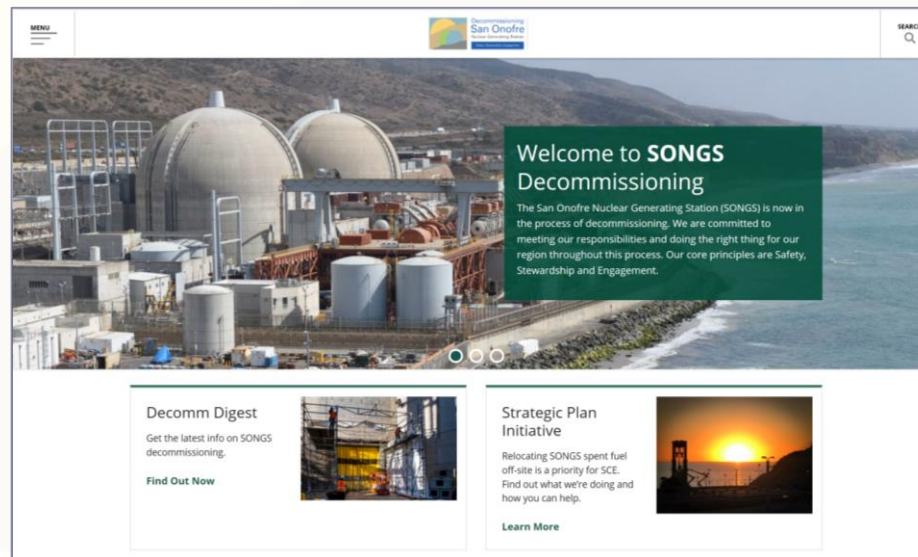 MENU
Decommissioning
San Onofre
Nuclear Generating Station
SEARCH
Welcome to SONGS
Decommissioning
The San Onofre Nuclear Generating Station (SONGS) is now in
the process of decommissioning. We are committed to
meeting our responsibilities and doing the right thing for our
region throughout this process. Our core principles are Safety,
Stewardship and Engagement.
Decomm Digest
Get the latest info on SONGS
decommissioning.
Find Out Now
Strategic Plan
Initiative
Relocating SONGS spent fuel
off-site is a priority for SCE.
Find out what we're doing and
how you can help.
Learn More